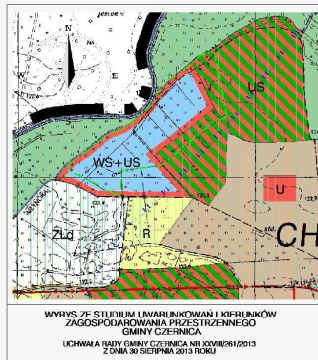 N
W
E
US
WS+US
U
R
CH
ZLd
WYRYS ZE STUDIUM UWARUNKOWAŃ I KIERUNKÓW
ZAGOSPODAROWANIA PRZESTRZENNEGO
GMINY CZERNICA
UCHWAŁA RADY GMINY CZERNICA NR XXVIII/261/2013
Z DNIA 30 SIERPNIA 2013 ROKU